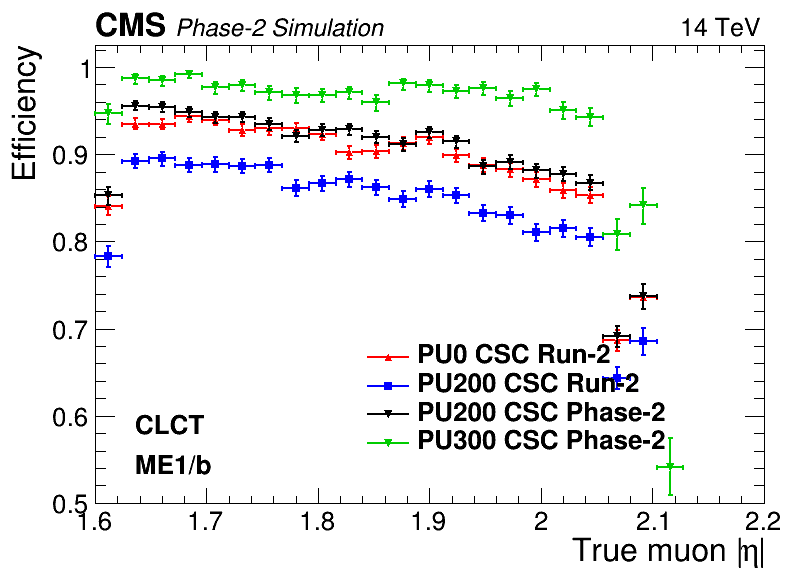 CMS Phase-2 Simulation 14 TeV
Efficiency
1
0.9
0.8
0.7
0.6
0.5
PU0 CSC Run-2
PU200 CSC Run-2
PU200 CSC Phase-2
PU300 CSC Phase-2
CLCT
ME1/b
1.6 1.7 1.8 1.9 2 2.1 2.2
True muon |η|